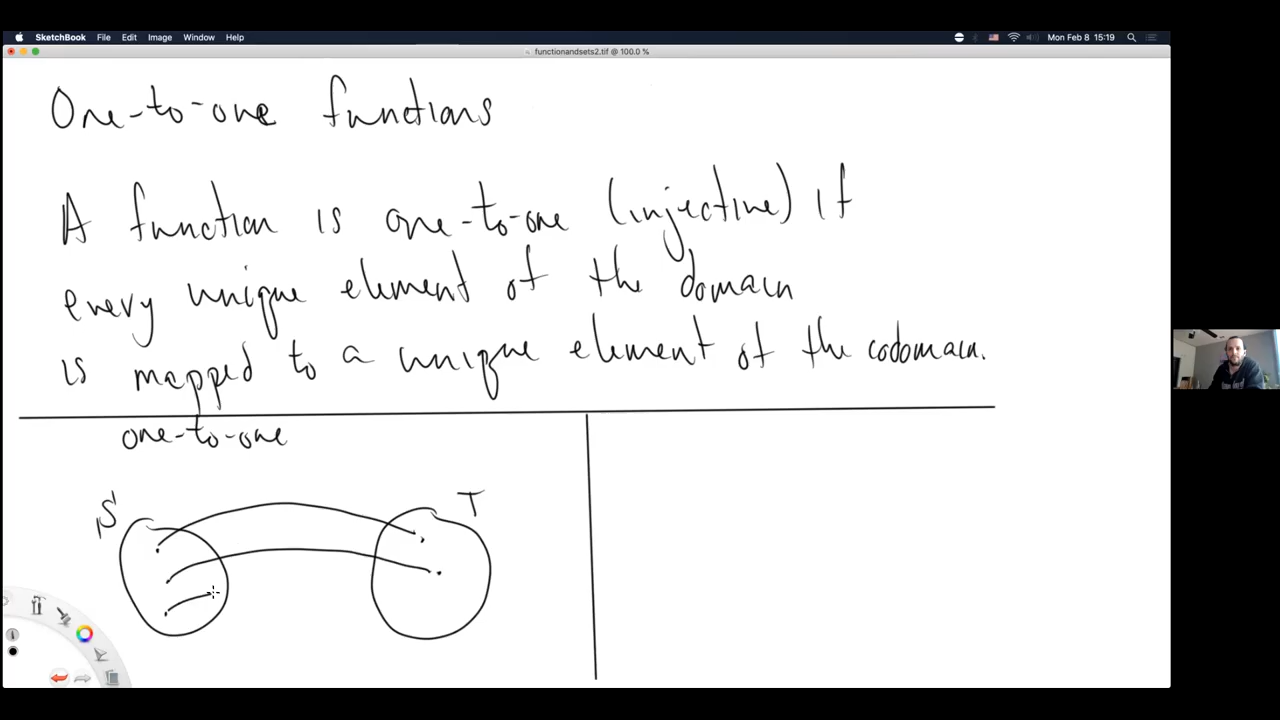 SketchBook File Edit Image Window Help Mon Feb 8 15:19
functionandsets2.tif @ 100.0 %
One-to-one functions
A function is one-to-one (injective) if
every unique element of the domain
is mapped to a unique element of the codomain.
one-to-one
S T